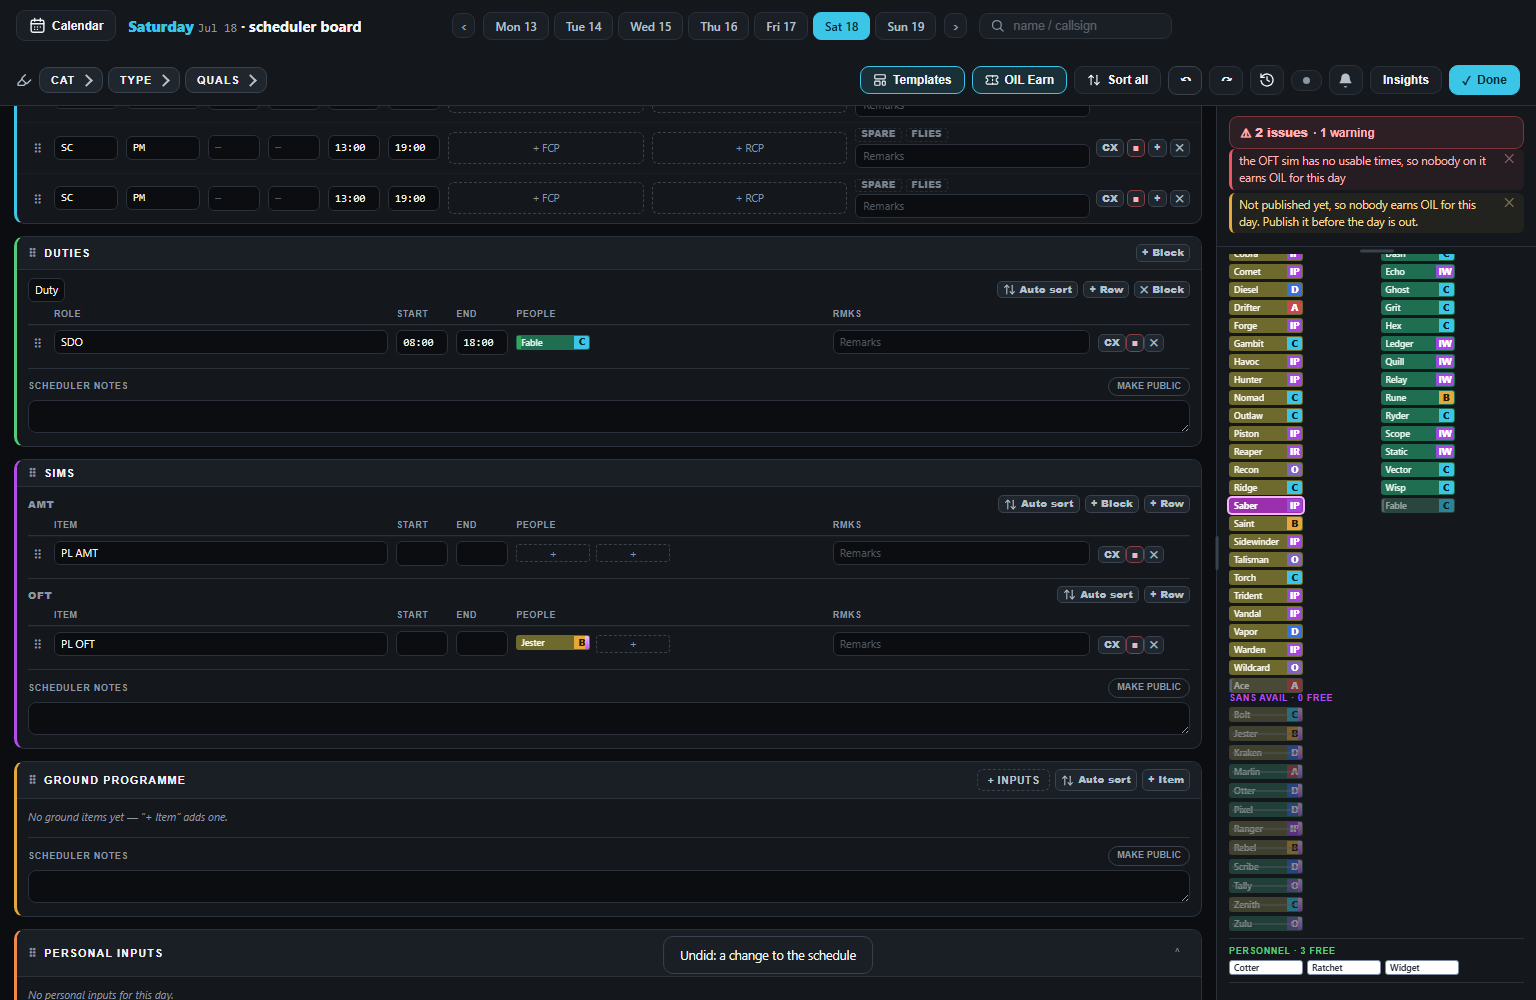 Calendar
Saturday Jul 18 · scheduler board
‹
Mon 13
Tue 14
Wed 15
Thu 16
Fri 17
Sat 18
Sun 19
›
name / callsign
CAT
TYPE
QUALS
Templates
OIL Earn
Sort all
Insights
✓ Done
Remarks
SC PM – – 13:00 19:00 + FCP + RCP SPARE FLIES Remarks CX + ✕
SC PM – – 13:00 19:00 + FCP + RCP SPARE FLIES Remarks CX + ✕
DUTIES
+ Block
Duty
Auto sort
+ Row
✕ Block
ROLE START END PEOPLE RMKS
SDO 08:00 18:00 Fable C Remarks CX ✕
SCHEDULER NOTES
MAKE PUBLIC
SIMS
AMT
Auto sort
+ Block
+ Row
ITEM START END PEOPLE RMKS
PL AMT + + Remarks CX ✕
OFT
Auto sort
+ Row
ITEM START END PEOPLE RMKS
PL OFT Jester B + Remarks CX ✕
SCHEDULER NOTES
MAKE PUBLIC
GROUND PROGRAMME
+ INPUTS
Auto sort
+ Item
No ground items yet — "+ Item" adds one.
SCHEDULER NOTES
MAKE PUBLIC
PERSONAL INPUTS
^
Undid: a change to the schedule
No personal inputs for this day.
⚠ 2 issues · 1 warning
the OFT sim has no usable times, so nobody on it
earns OIL for this day
✕
Not published yet, so nobody earns OIL for this
day. Publish it before the day is out.
✕
Cobra IP
Comet IP
Diesel D
Drifter A
Forge IP
Gambit C
Havoc IP
Hunter IP
Nomad C
Outlaw C
Piston IP
Reaper IR
Recon O
Ridge C
Saber IP
Saint B
Sidewinder IP
Talisman O
Torch C
Trident IP
Vandal IP
Vapor D
Warden IP
Wildcard O
Ace A
Dash C
Echo IW
Ghost C
Grit C
Hex C
Ledger IW
Quill IW
Relay IW
Rune B
Ryder C
Scope IW
Static IW
Vector C
Wisp C
Fable C
SANS AVAIL · 0 FREE
Bolt C
Jester B
Kraken D
Marlin A
Otter D
Pixel D
Ranger IP
Rebel B
Scribe D
Tally O
Zenith C
Zulu O
PERSONNEL · 3 FREE
Cotter
Ratchet
Widget